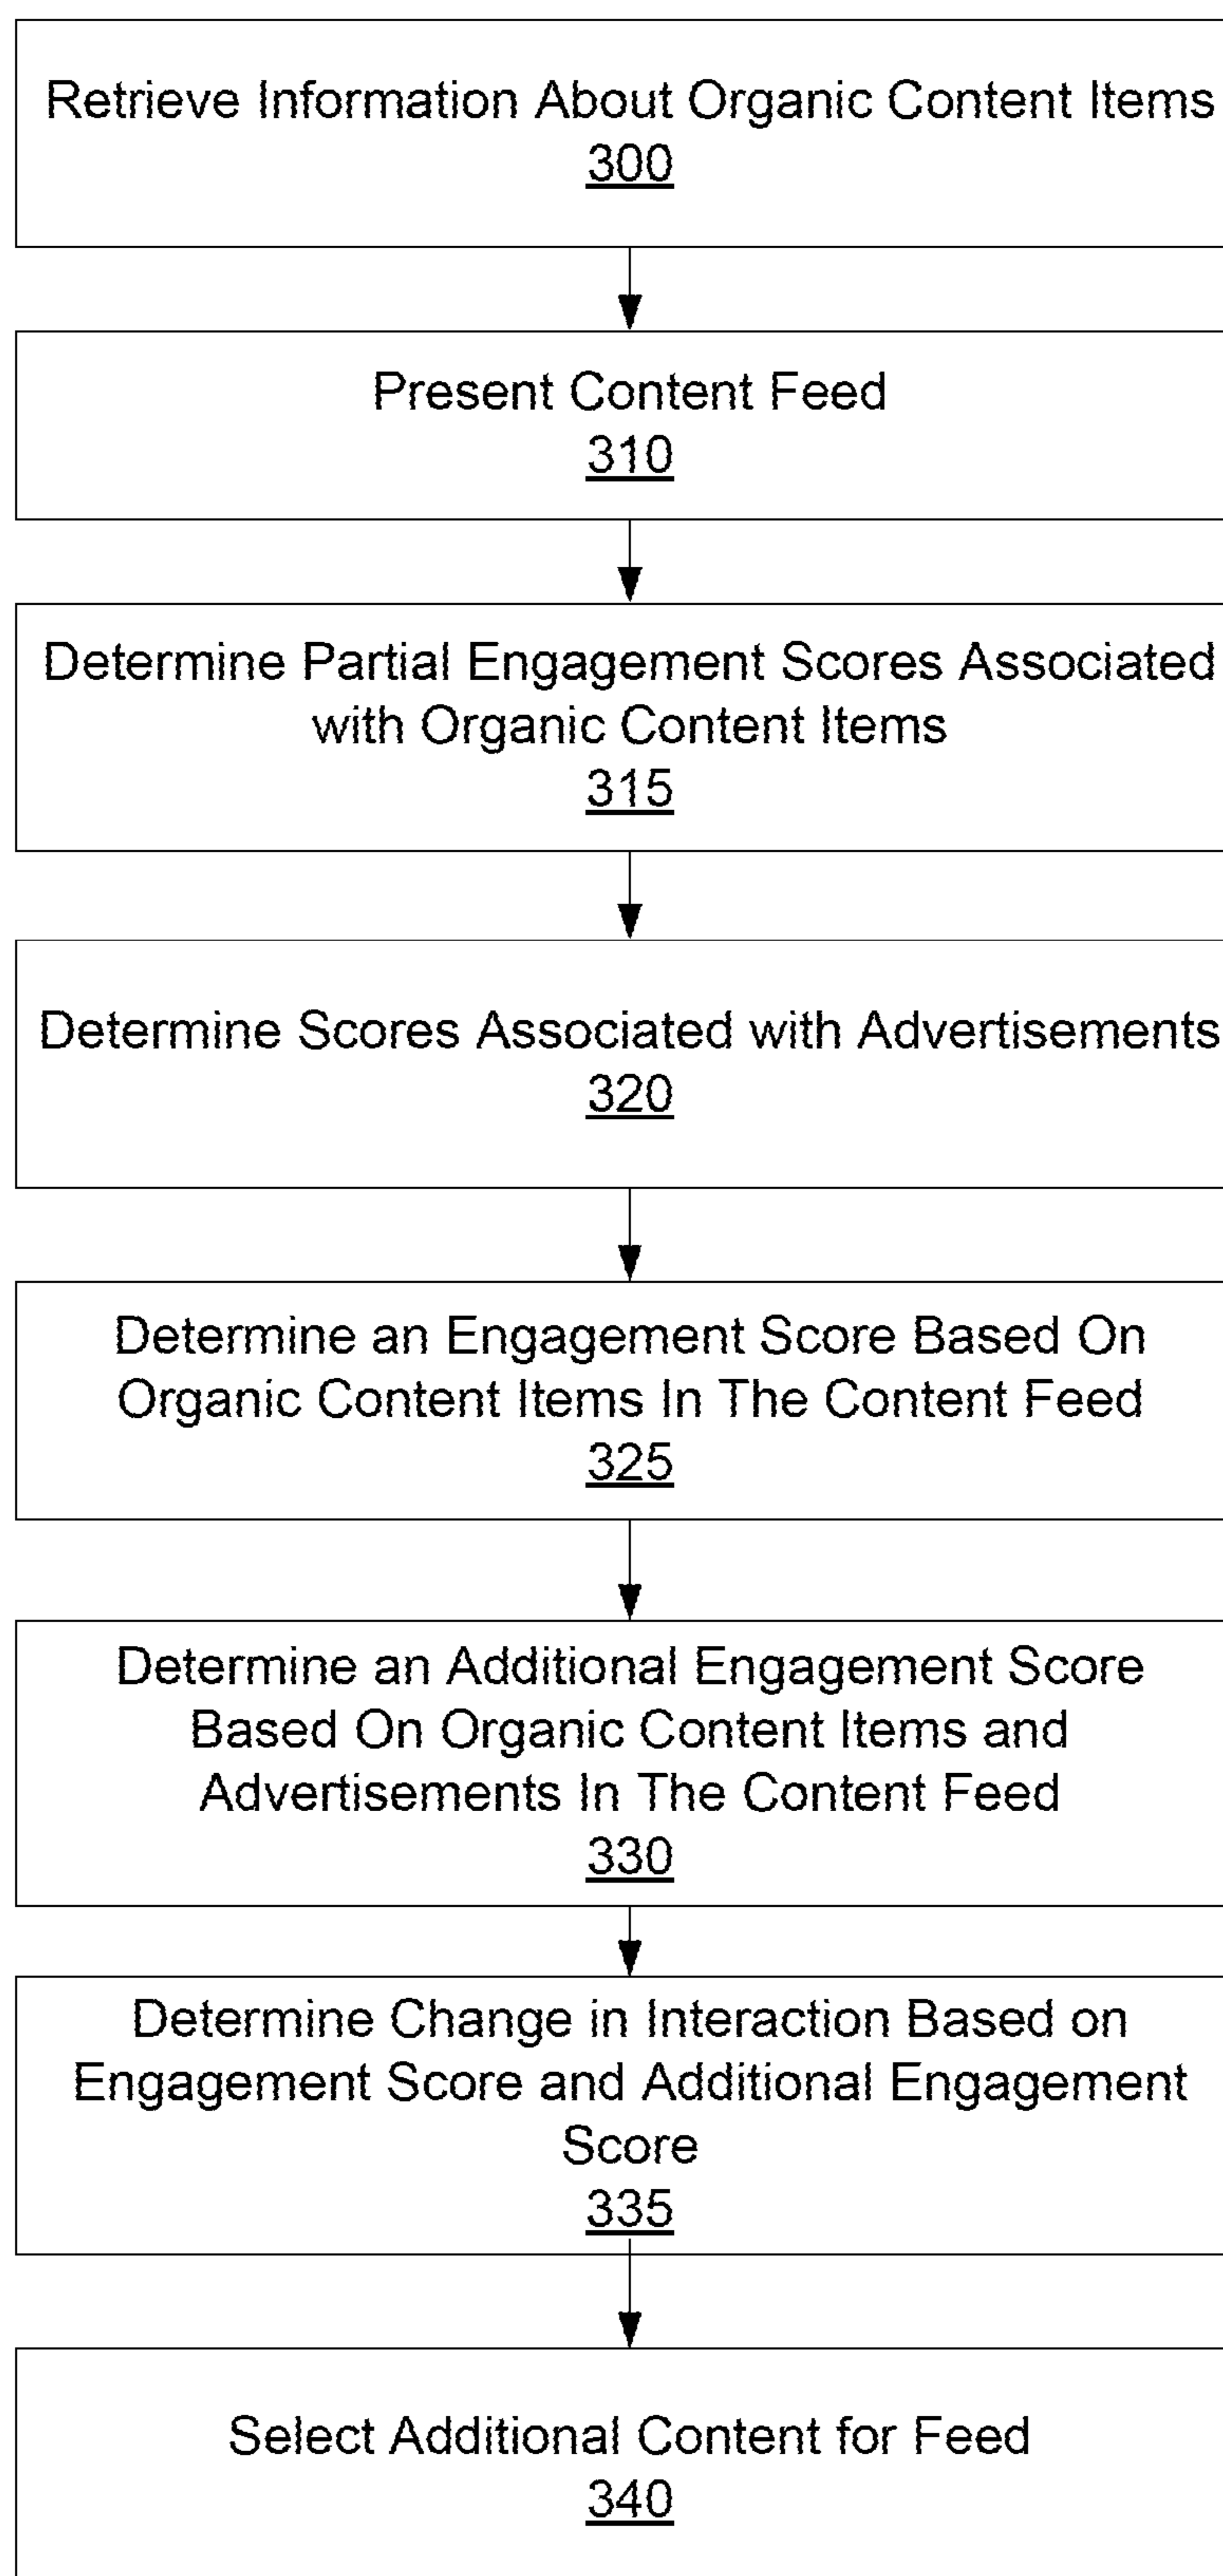 Retrieve Information About Organic Content Items
300
Present Content Feed
310
Determine Partial Engagement Scores Associated
with Organic Content Items
315
Determine Scores Associated with Advertisements
320
Determine an Engagement Score Based On
Organic Content Items In The Content Feed
325
Determine an Additional Engagement Score
Based On Organic Content Items and
Advertisements In The Content Feed
330
Determine Change in Interaction Based on
Engagement Score and Additional Engagement
Score
335
Select Additional Content for Feed
340